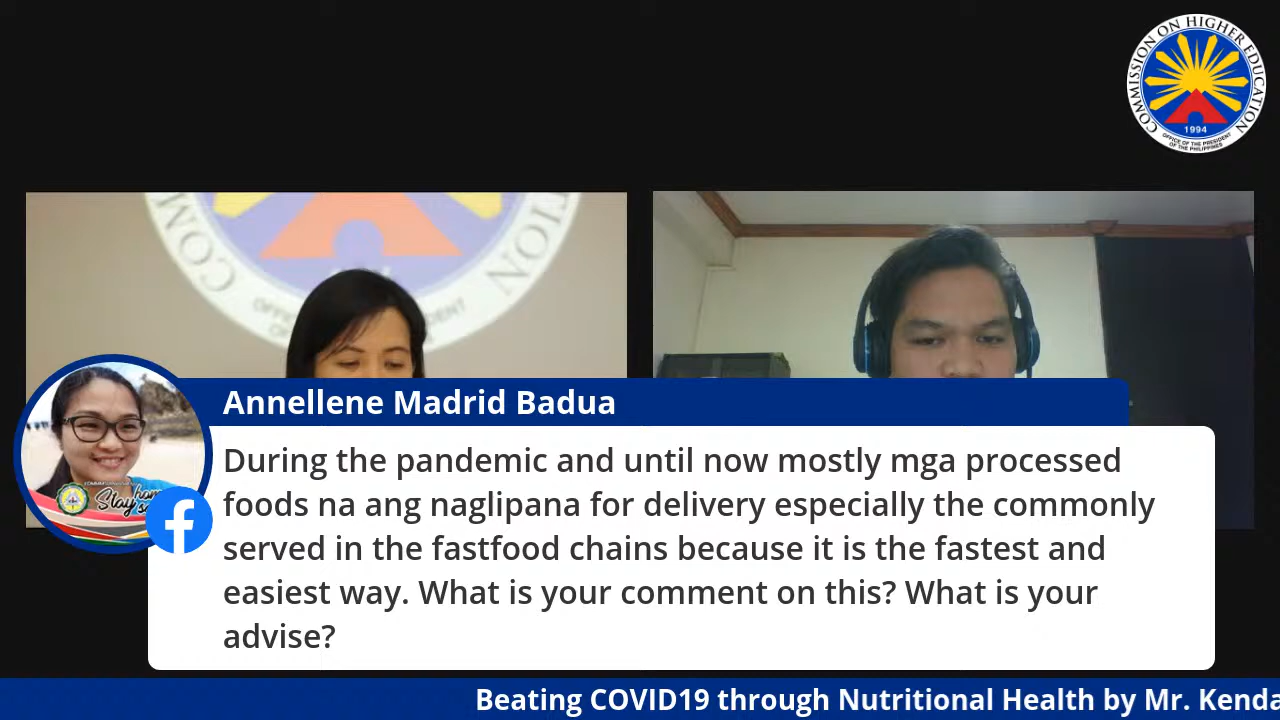 COMMISSION ON HIGHER EDUCATION
1994
OFFICE OF THE PRESIDENT
OF THE PHILIPPINES
Annellene Madrid Badua
During the pandemic and until now mostly mga processed
foods na ang naglipana for delivery especially the commonly
served in the fastfood chains because it is the fastest and
easiest way. What is your comment on this? What is your
advise?
Beating COVID19 through Nutritional Health by Mr. Kenda